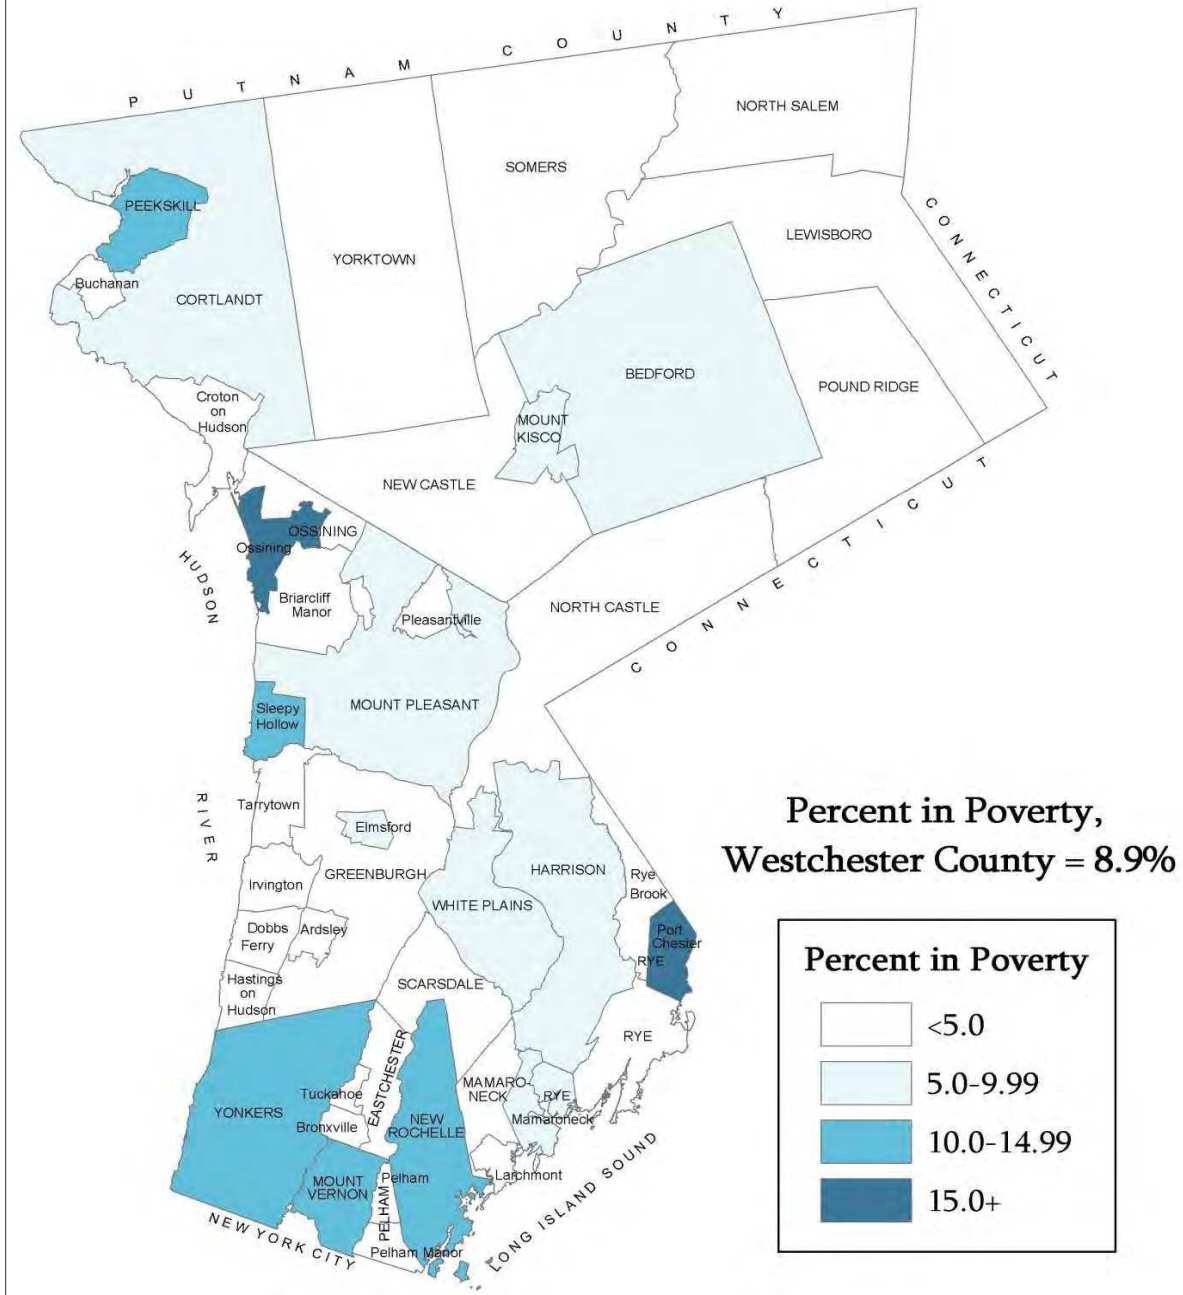 PUTNAM COUNTY
NORTH SALEM
SOMERS
PEEKSKILL
LEWISBORO
CONNECTICUT
YORKTOWN
Buchanan
CORTLANDT
BEDFORD
POUND RIDGE
Croton
on
Hudson
MOUNT
KISCO
NEW CASTLE
CONNECTICUT
OSSINING
Ossining
HUDSON
Briarcliff
Manor
NORTH CASTLE
Pleasantville
MOUNT PLEASANT
Sleepy
Hollow
RIVER
Tarrytown
Elmsford
Percent in Poverty,
Westchester County = 8.9%
GREENBURGH
HARRISON
Rye
Brook
Irvington
WHITE PLAINS
Dobbs
Ferry
Ardsley
Port
Chester
RYE
Hastings
on
Hudson
SCARSDALE
RYE
Percent in Poverty
<5.0
5.0-9.99
10.0-14.99
15.0+
EASTCHESTER
MAMARO-
NECK
RYE
Tuckahoe
YONKERS
Bronxville
NEW
ROCHELLE
Mamaroneck
MOUNT
VERNON
PELHAM
Pelham
Larchmont
NEW YORK CITY
Pelham Manor
LONG ISLAND SOUND